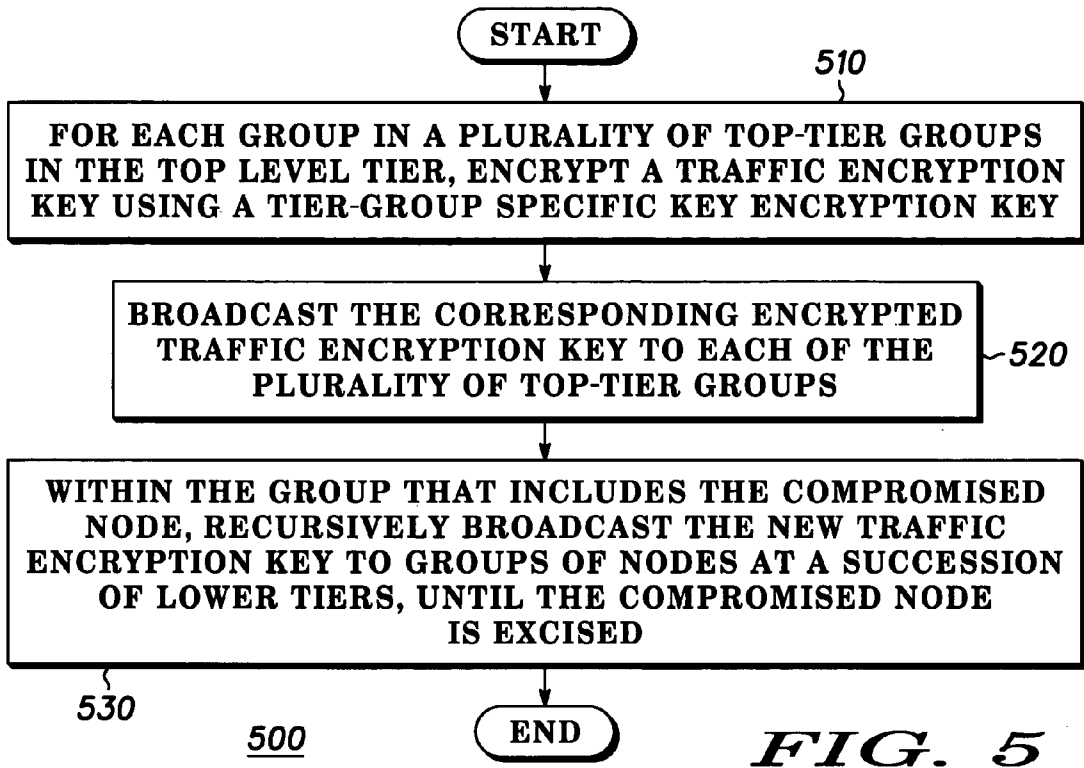 START
510
FOR EACH GROUP IN A PLURALITY OF TOP-TIER GROUPS
IN THE TOP LEVEL TIER, ENCRYPT A TRAFFIC ENCRYPTION
KEY USING A TIER-GROUP SPECIFIC KEY ENCRYPTION KEY
BROADCAST THE CORRESPONDING ENCRYPTED
TRAFFIC ENCRYPTION KEY TO EACH OF THE
PLURALITY OF TOP-TIER GROUPS
520
WITHIN THE GROUP THAT INCLUDES THE COMPROMISED
NODE, RECURSIVELY BROADCAST THE NEW TRAFFIC
ENCRYPTION KEY TO GROUPS OF NODES AT A SUCCESSION
OF LOWER TIERS, UNTIL THE COMPROMISED NODE
IS EXCISED
530
END
500
FIG. 5